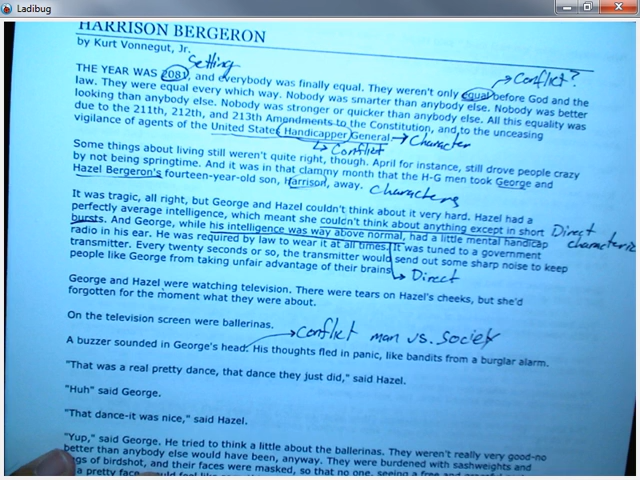 Ladibug
HARRISON BERGERON
by Kurt Vonnegut, Jr.
Setting
Conflict?
THE YEAR WAS 2081, and everybody was finally equal. They weren't only equal before God and the
law. They were equal every which way. Nobody was smarter than anybody else. Nobody was better
looking than anybody else. Nobody was stronger or quicker than anybody else. All this equality was
due to the 211th, 212th, and 213th Amendments to the Constitution, and to the unceasing
vigilance of agents of the United States Handicapper General.
Character
Conflict
Some things about living still weren't quite right, though. April for instance, still drove people crazy
by not being springtime. And it was in that clammy month that the H-G men took George and
Hazel Bergeron's fourteen-year-old son, Harrison, away.
characters
It was tragic, all right, but George and Hazel couldn't think about it very hard. Hazel had a
perfectly average intelligence, which meant she couldn't think about anything except in short
Direct
bursts. And George, while his intelligence was way above normal, had a little mental handicap
radio in his ear. He was required by law to wear it at all times. It was tuned to a government
transmitter. Every twenty seconds or so, the transmitter would send out some sharp noise to keep
people like George from taking unfair advantage of their brains
Direct
George and Hazel were watching television. There were tears on Hazel's cheeks, but she'd
forgotten for the moment what they were about.
On the television screen were ballerinas.
conflict man vs. society
A buzzer sounded in George's head. His thoughts fled in panic, like bandits from a burglar alarm.
"That was a real pretty dance, that dance they just did," said Hazel.
"Huh" said George.
"That dance-it was nice," said Hazel.
"Yup," said George. He tried to think a little about the ballerinas. They weren't really very good-no
better than anybody else would have been, anyway. They were burdened with sashweights and
of birdshot, and their faces were masked, so that no one, seeing a free and
a pretty face, would feel like